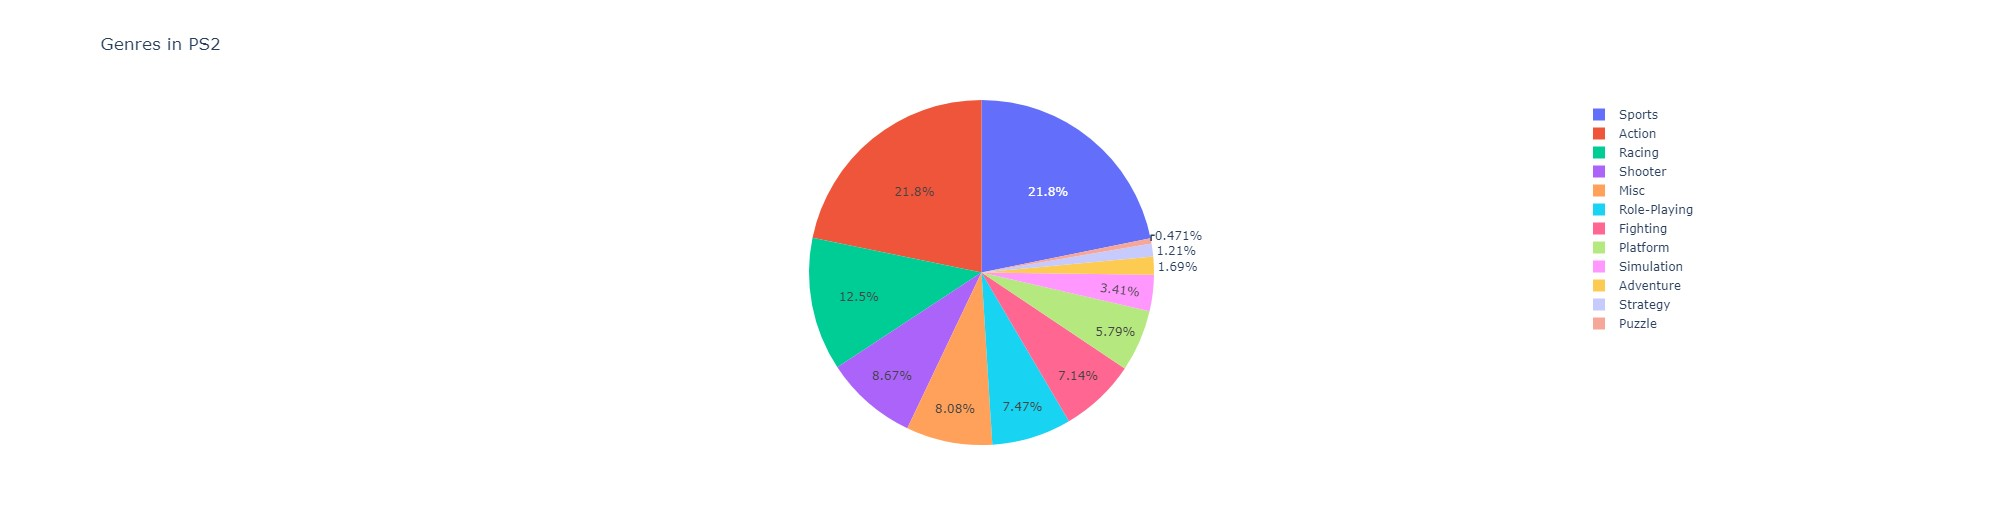 Genres in PS2
21.8%
21.8%
0.471%
1.21%
1.69%
3.41%
5.79%
7.14%
7.47%
8.08%
8.67%
12.5%
Sports
Action
Racing
Shooter
Misc
Role-Playing
Fighting
Platform
Simulation
Adventure
Strategy
Puzzle